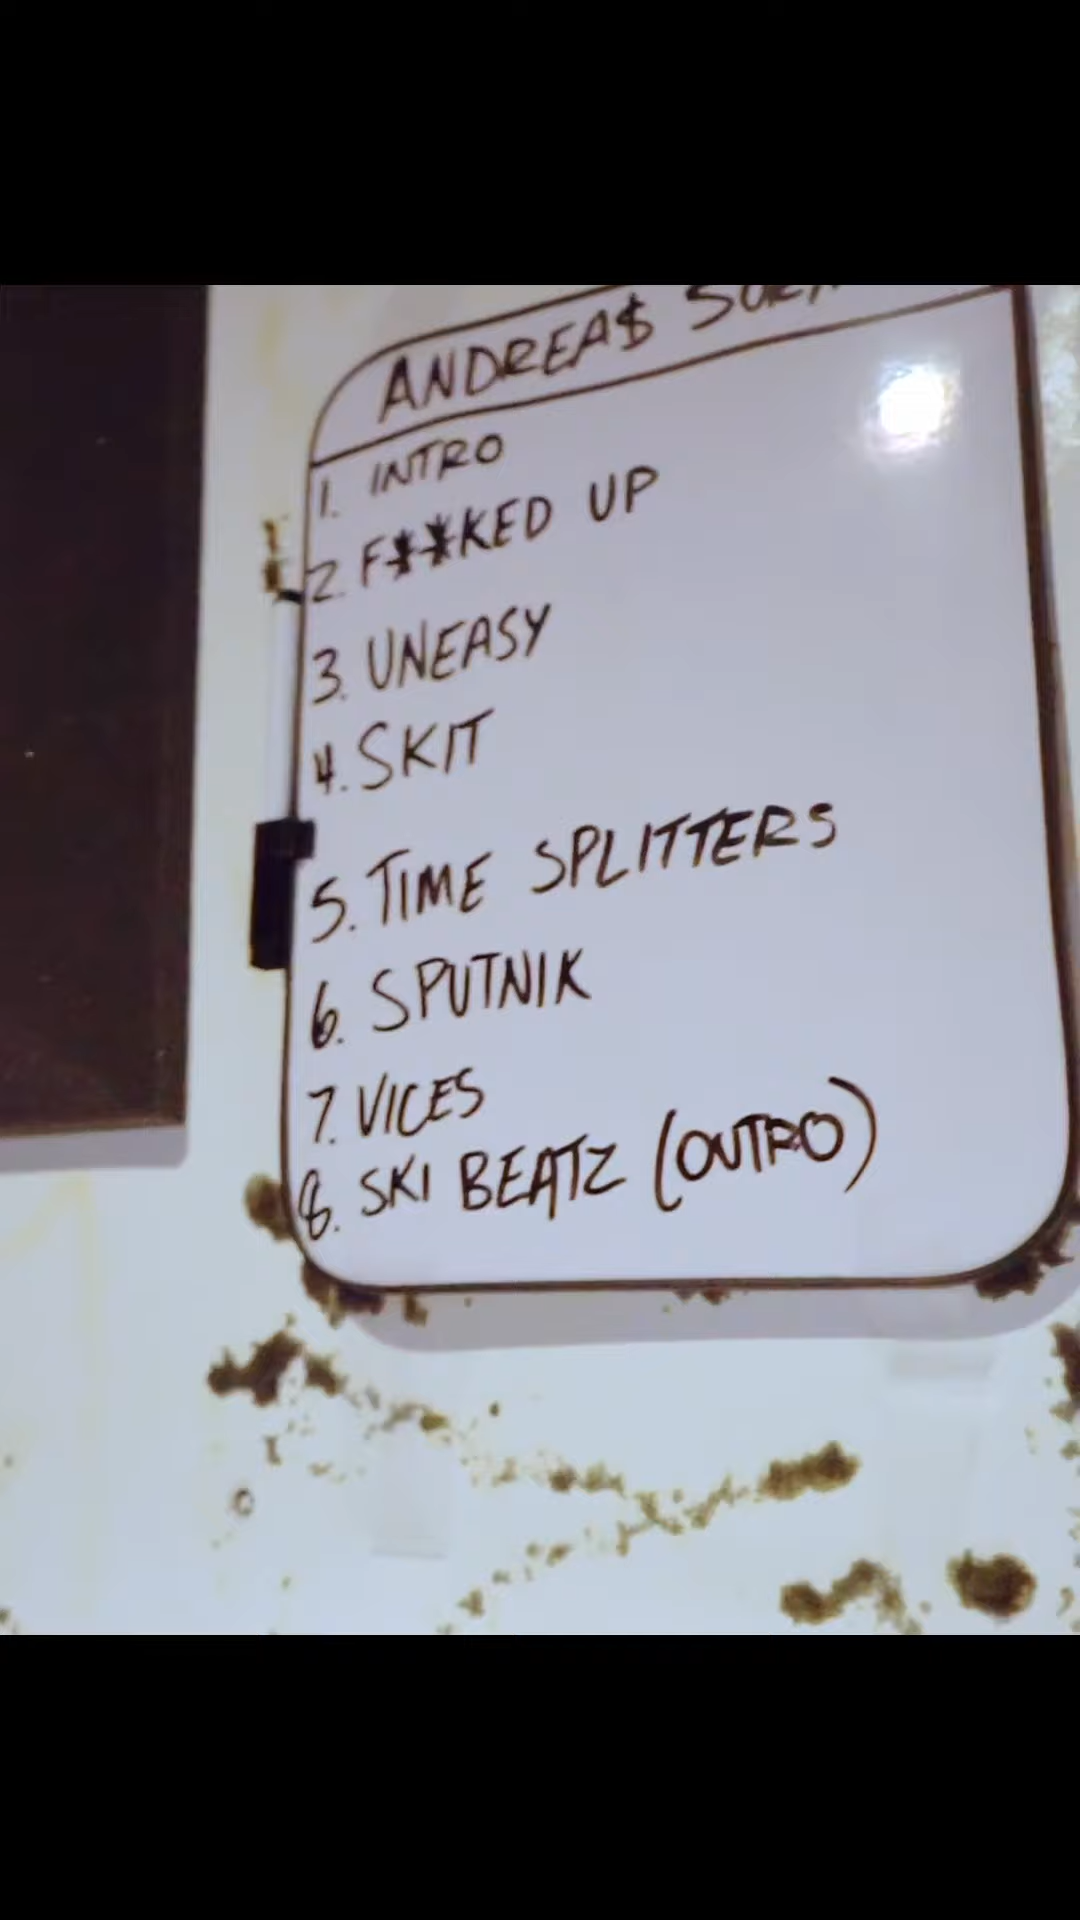 ANDREA$
1. INTRO
2. F**KED UP
3. UNEASY
4. SKIT
5. TIME SPLITTERS
6. SPUTNIK
7. VICES
8. SKI BEATZ (OUTRO)